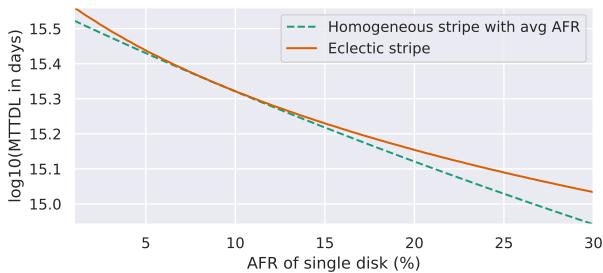 log10(MTTDL in days)
15.5
15.4
15.3
15.2
15.1
15.0
Homogeneous stripe with avg AFR
Eclectic stripe
5 10 15 20 25 30
AFR of single disk (%)